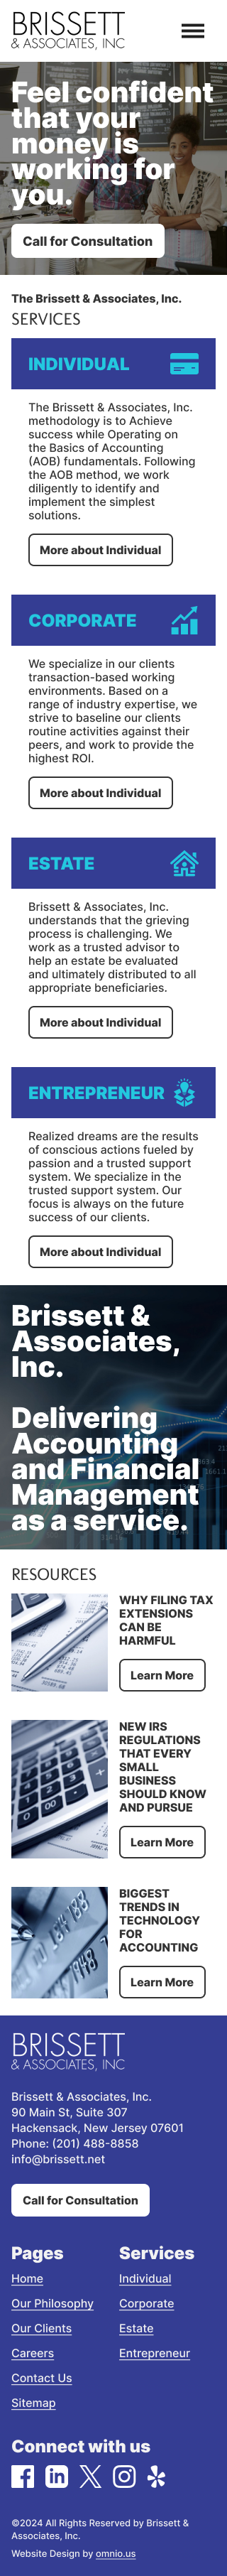 BRISSETT
& ASSOCIATES, INC
Feel confident
that your
money is
working for
you.
Call for Consultation
The Brissett & Associates, Inc.
SERVICES
INDIVIDUAL
The Brissett & Associates, Inc.
methodology is to Achieve
success while Operating on
the Basics of Accounting
(AOB) fundamentals. Following
the AOB method, we work
diligently to identify and
implement the simplest
solutions.
More about Individual
CORPORATE
We specialize in our clients
transaction-based working
environments. Based on a
range of industry expertise, we
strive to baseline our clients
routine activities against their
peers, and work to provide the
highest ROI.
More about Individual
ESTATE
Brissett & Associates, Inc.
understands that the grieving
process is challenging. We
work as a trusted advisor to
help an estate be evaluated
and ultimately distributed to all
appropriate beneficiaries.
More about Individual
ENTREPRENEUR
Realized dreams are the results
of conscious actions fueled by
passion and a trusted support
system. We specialize in the
trusted support system. Our
focus is always on the future
success of our clients.
More about Individual
Brissett &
Associates,
Inc.
Delivering
Accounting
and Financial
Management
as a service.
RESOURCES
WHY FILING TAX
EXTENSIONS
CAN BE
HARMFUL
Learn More
NEW IRS
REGULATIONS
THAT EVERY
SMALL
BUSINESS
SHOULD KNOW
AND PURSUE
Learn More
BIGGEST
TRENDS IN
TECHNOLOGY
FOR
ACCOUNTING
Learn More
BRISSETT
& ASSOCIATES, INC
Brissett & Associates, Inc.
90 Main St, Suite 307
Hackensack, New Jersey 07601
Phone: (201) 488-8858
info@brissett.net
Call for Consultation
Pages
Home
Our Philosophy
Our Clients
Careers
Contact Us
Sitemap
Services
Individual
Corporate
Estate
Entrepreneur
Connect with us
©2024 All Rights Reserved by Brissett &
Associates, Inc.
Website Design by omnio.us